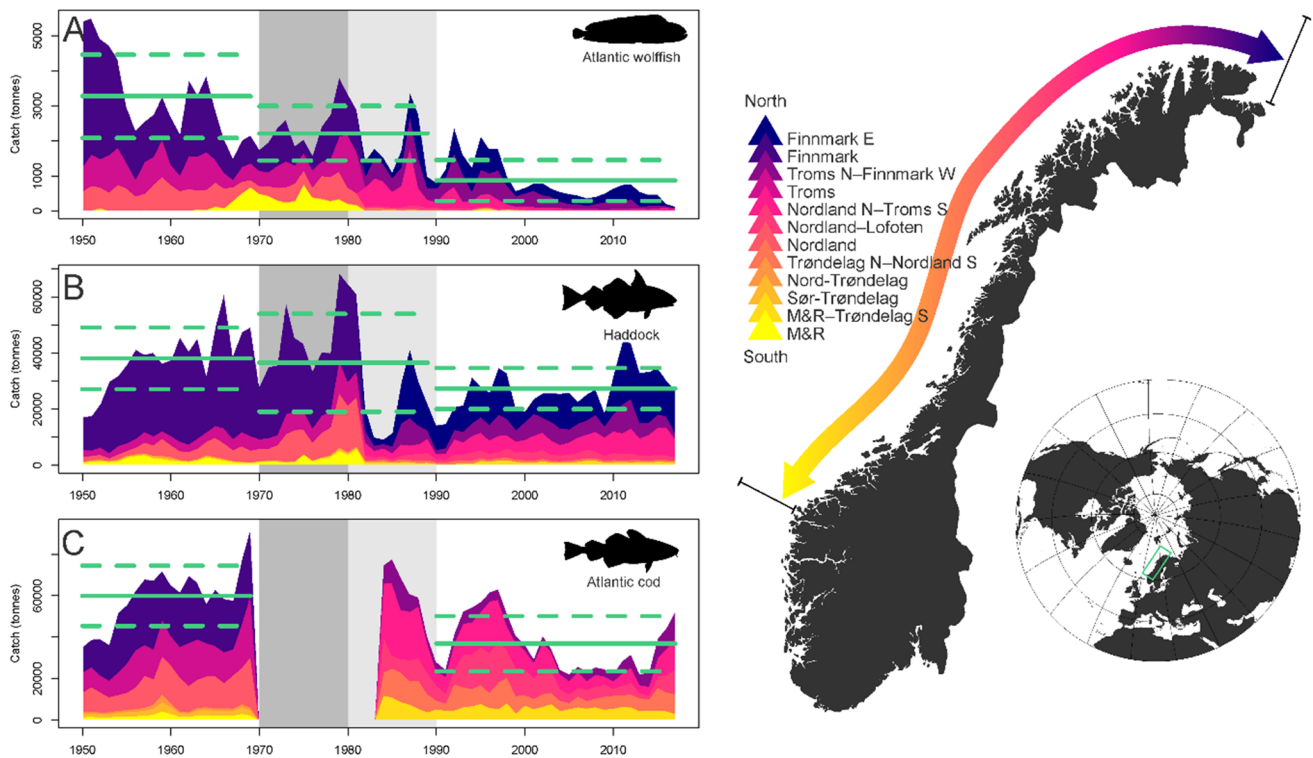 A
Atlantic wolffish
Catch (tonnes)
5000
3000
1000
0
1950 1960 1970 1980 1990 2000 2010
B
Haddock
Catch (tonnes)
60000
40000
20000
0
1950 1960 1970 1980 1990 2000 2010
C
Atlantic cod
Catch (tonnes)
60000
20000
0
1950 1960 1970 1980 1990 2000 2010
North
Finnmark E
Finnmark
Troms N–Finnmark W
Troms
Nordland N–Troms S
Nordland–Lofoten
Nordland
Trøndelag N–Nordland S
Nord-Trøndelag
Sør-Trøndelag
M&R–Trøndelag S
M&R
South